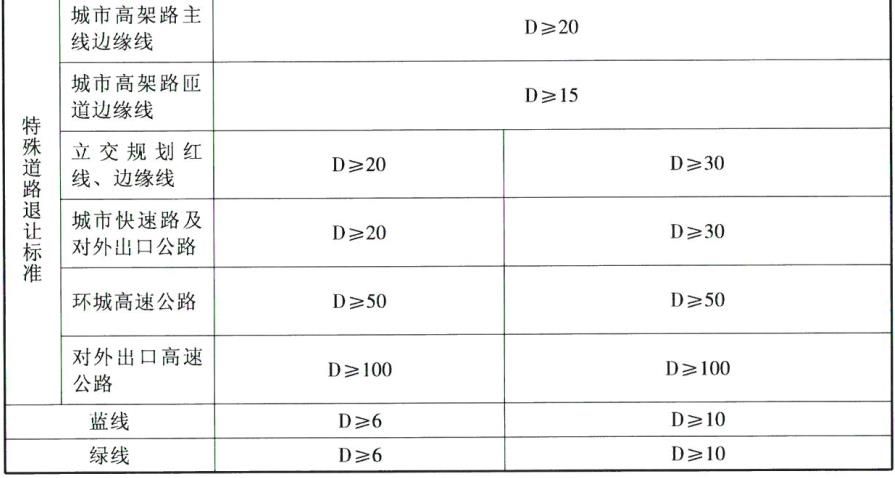 特殊道路退让标准
城市高架路主
线边缘线
D≥20
城市高架路匝
道边缘线
D≥15
立交规划红
线、边缘线
D≥20
D≥30
城市快速路及
对外出口公路
D≥20
D≥30
环城高速公路
D≥50
D≥50
对外出口高速
公路
D≥100
D≥100
蓝线
D≥6
D≥10
绿线
D≥6
D≥10